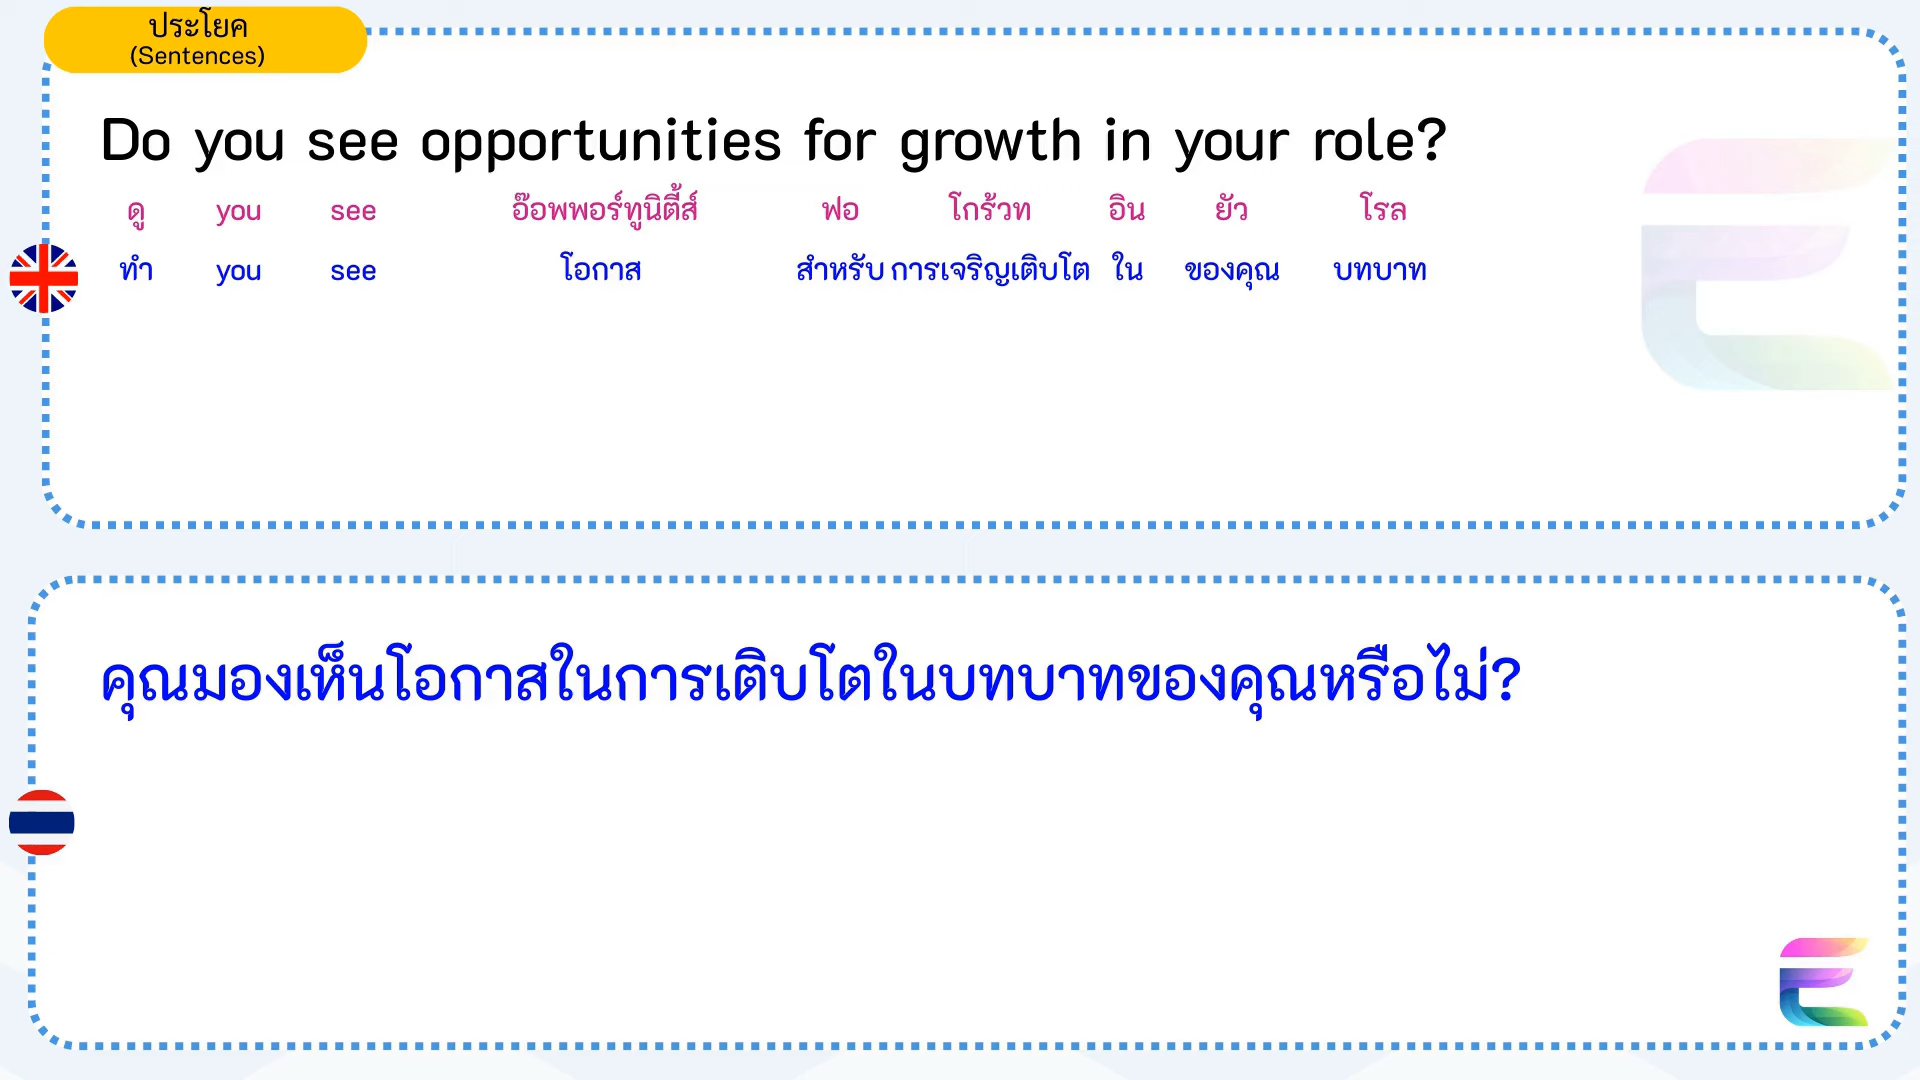 ประโยค
(Sentences)
Do you see opportunities for growth in your role?
ดู you see อ๊อพพอร์ทูนิตี้ส์ ฟอ โกร้วท อิน ยัว โรล
ทำ you see โอกาส สำหรับ การเจริญเติบโต ใน ของคุณ บทบาท
คุณมองเห็นโอกาสในการเติบโตในบทบาทของคุณหรือไม่?